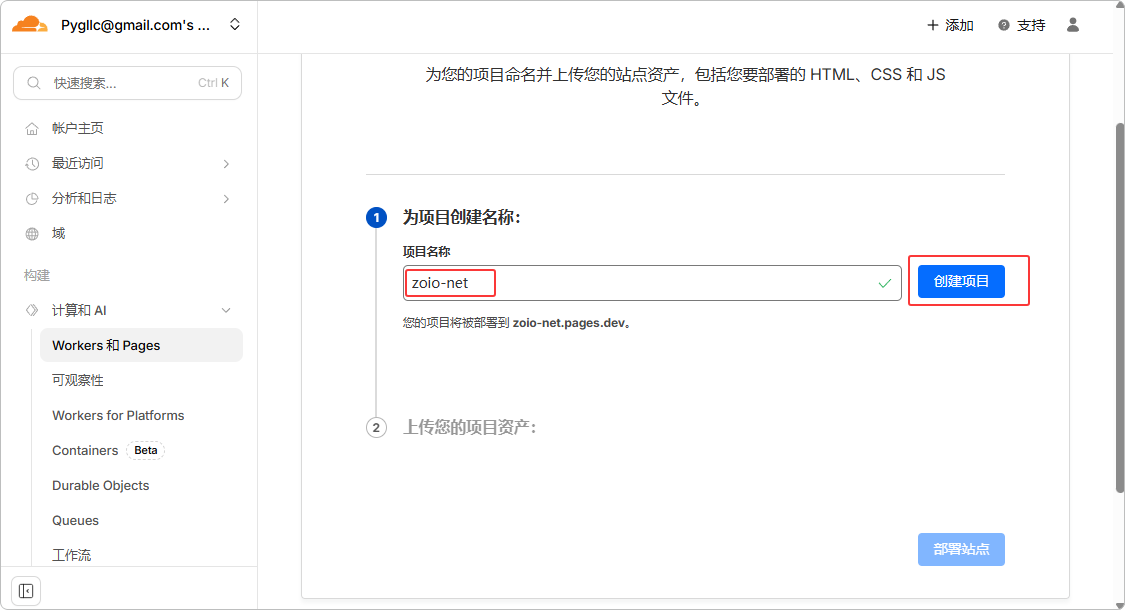 Pygllc@gmail.com's ...
添加
支持
快速搜索... Ctrl K
帐户主页
最近访问
分析和日志
域
构建
计算和 AI
Workers 和 Pages
可观察性
Workers for Platforms
Containers Beta
Durable Objects
Queues
工作流
为您的项目命名并上传您的站点资产，包括您要部署的 HTML、CSS 和 JS
文件。
1 为项目创建名称：
项目名称
zoio-net
创建项目
您的项目将被部署到 zoio-net.pages.dev。
2 上传您的项目资产：
部署站点